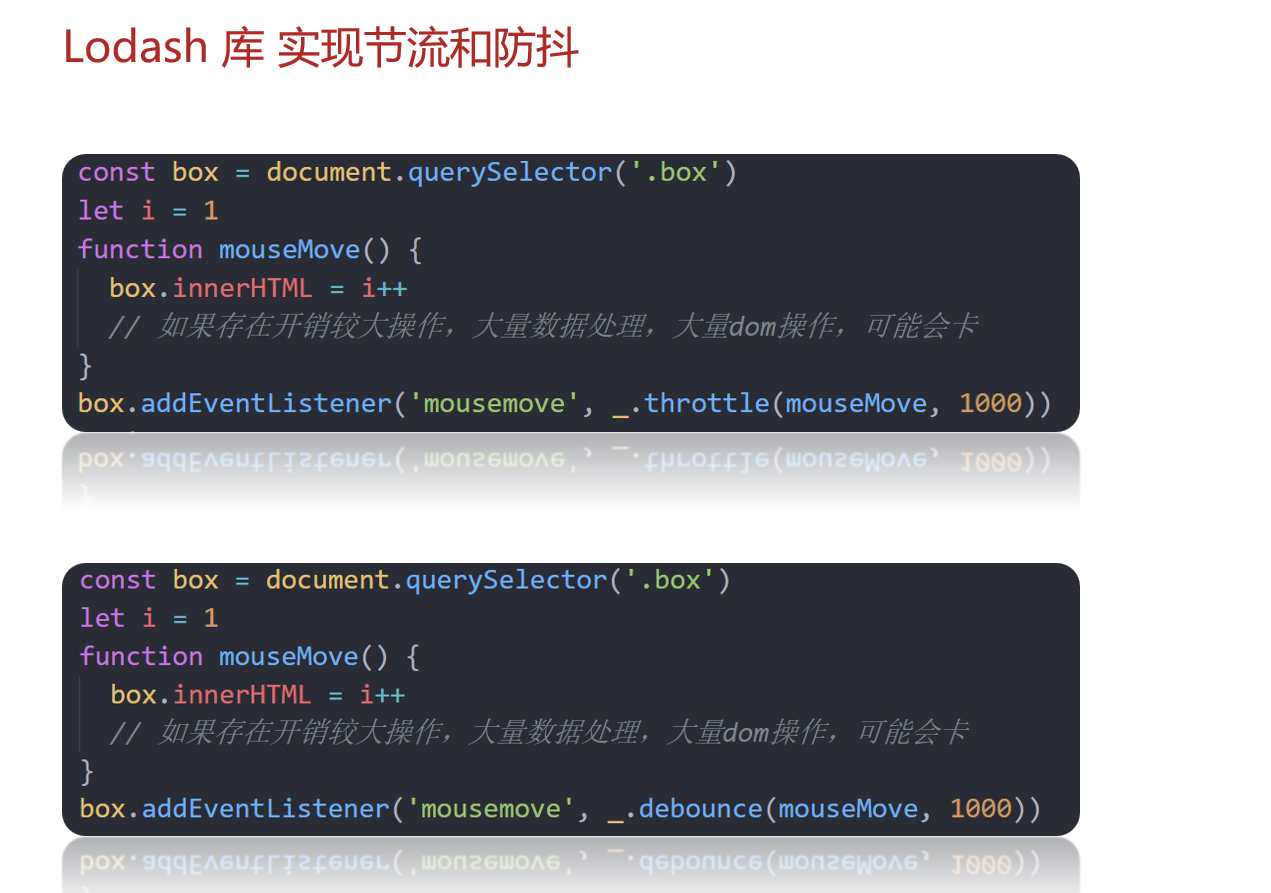 Lodash 库 实现节流和防抖
const box = document.querySelector('.box')
let i = 1
function mouseMove() {
  box.innerHTML = i++
  // 如果存在开销较大操作，大量数据处理，大量dom操作，可能会卡
}
box.addEventListener('mousemove', _.throttle(mouseMove, 1000))
const box = document.querySelector('.box')
let i = 1
function mouseMove() {
  box.innerHTML = i++
  // 如果存在开销较大操作，大量数据处理，大量dom操作，可能会卡
}
box.addEventListener('mousemove', _.debounce(mouseMove, 1000))